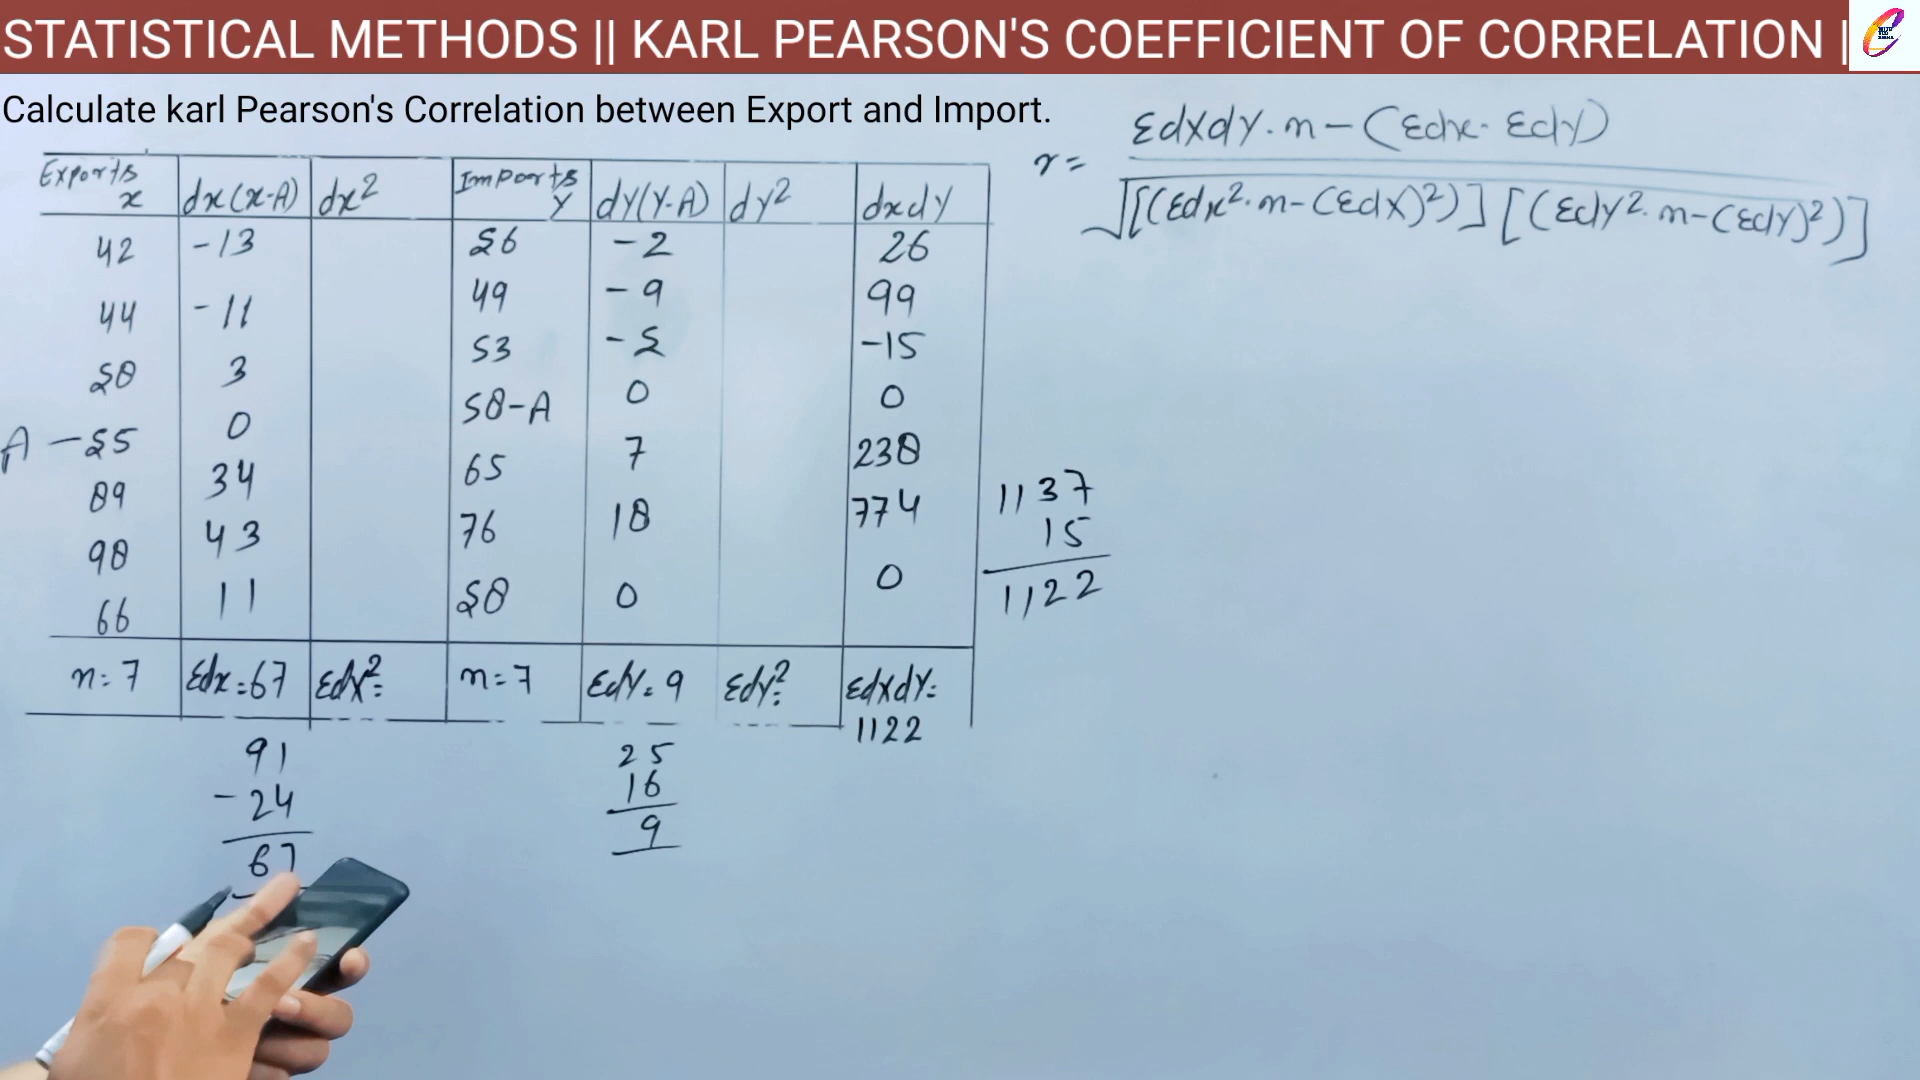 STATISTICAL METHODS || KARL PEARSON'S COEFFICIENT OF CORRELATION |
Calculate karl Pearson's Correlation between Export and Import.
r = Σdxdy.n-(Σdx.Σdy)
√[(Σdx².n-(Σdx)²)] [(Σdy².n-(Σdy)²)]
Exports x | dx(x-A) | dx² | Imports Y | dY(Y-A) | dy² | dxdY
42 -13 56 -2 26
44 -11 49 -9 99
58 3 53 -5 -15
A-55 0 58-A 0 0
89 34 65 7 238
98 43 76 18 774
66 11 58 0 0
n=7 Σdx=67 Σdx²= n=7 ΣdY=9 Σdy²= ΣdxdY=
1122
1137
15
1122
91
-24
67
25
16
9